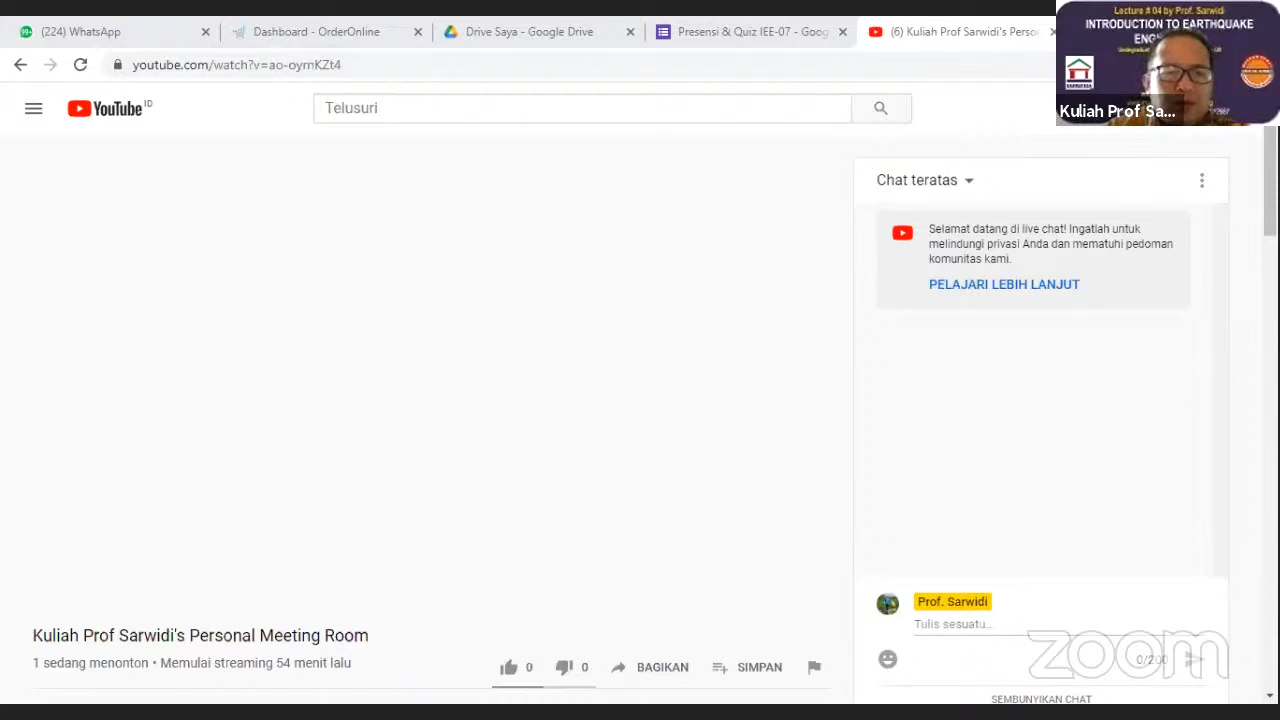 (224) WhatsApp
Dashboard - OrderOnline
Drive Saya - Google Drive
Presensi & Quiz IEE-07 - Goog
(6) Kuliah Prof Sarwidi's Perso
youtube.com/watch?v=ao-oyrnKZt4
Lecture # 04 by Prof. Sarwidi
INTRODUCTION TO EARTHQUAKE
Kuliah Prof Sa...
YouTube ID
Telusuri
Chat teratas
Selamat datang di live chat! Ingatlah untuk
melindungi privasi Anda dan mematuhi pedoman
komunitas kami.
PELAJARI LEBIH LANJUT
Prof. Sarwidi
Tulis sesuatu...
0/200
zoom
SEMBUNYIKAN CHAT
Kuliah Prof Sarwidi's Personal Meeting Room
1 sedang menonton • Memulai streaming 54 menit lalu
0
0
BAGIKAN
SIMPAN